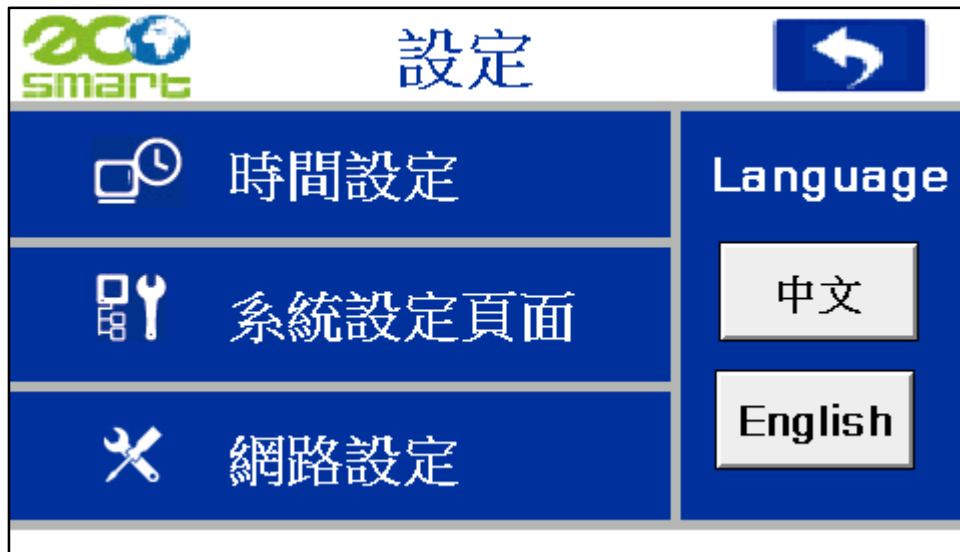 eco
smart
設定
時間設定
系統設定頁面
網路設定
Language
中文
English